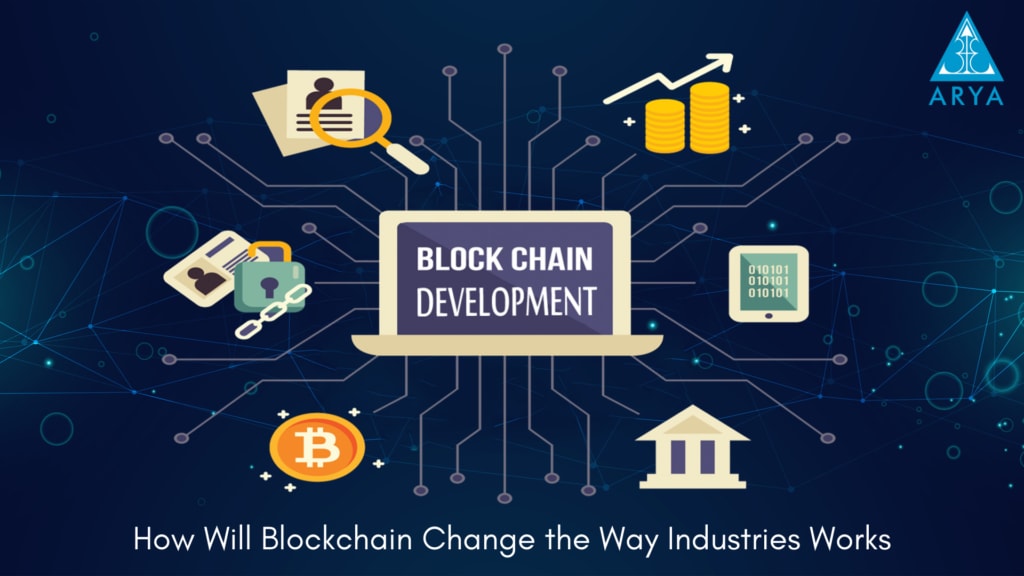 ARYA
BLOCK CHAIN
DEVELOPMENT
010101
010101
010101
How Will Blockchain Change the Way Industries Works